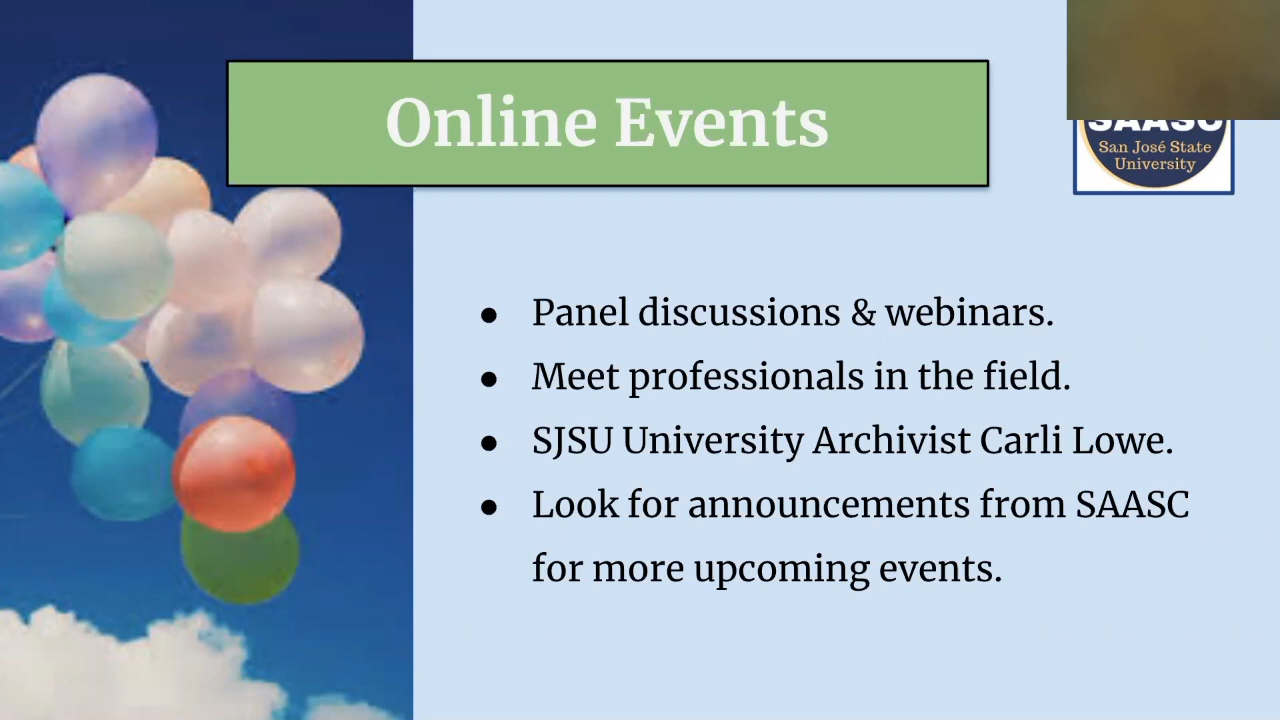 Online Events
SAASC
San José State
University
● Panel discussions & webinars.
● Meet professionals in the field.
● SJSU University Archivist Carli Lowe.
● Look for announcements from SAASC
for more upcoming events.